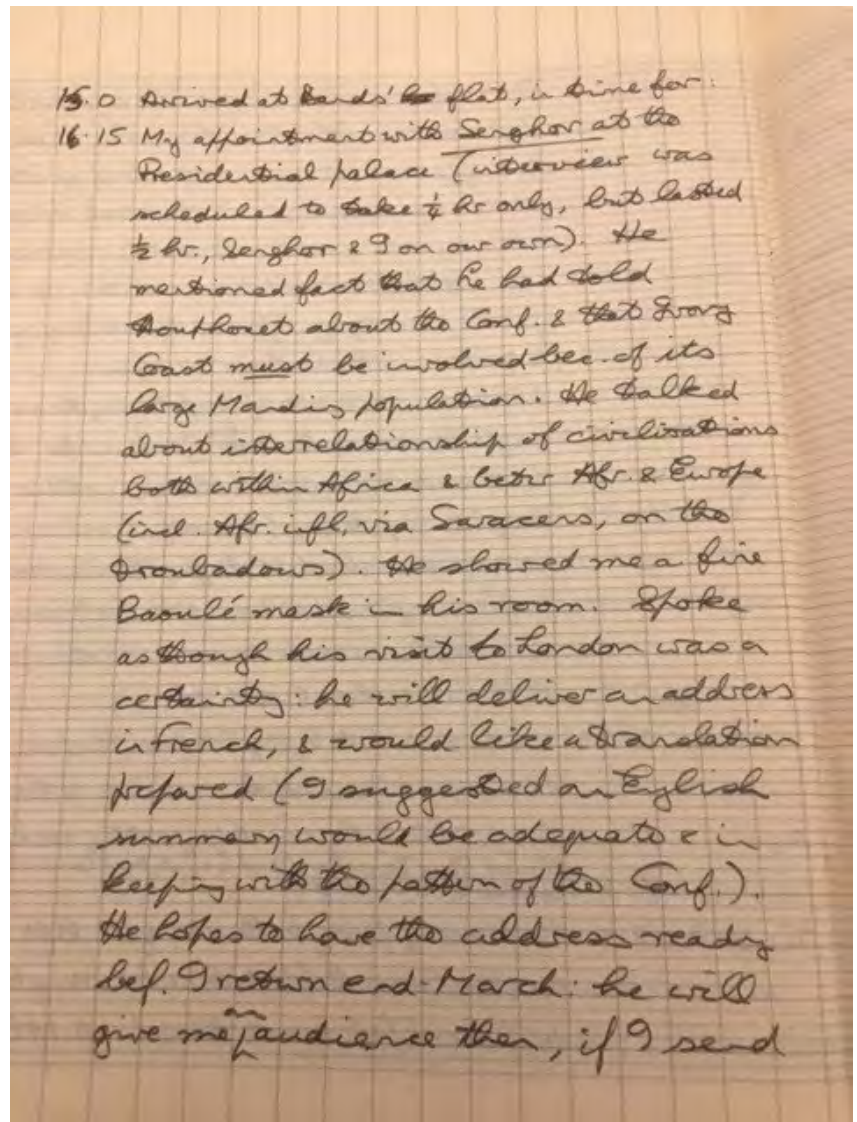 15.0 Arrived at Bards' flat, in time for:
16.15 My appointment with Senghor at the
Presidential palace (interview was
scheduled to take ¼ hr only, but lasted
½ hr., Senghor & I on our own). He
mentioned fact that he had told
Houphouet about the Conf. & that Ivory
Coast must be involved bec. of its
large Manding population. He talked
about interrelationship of civilisations
both within Africa & betw Afr. & Europe
(incl. Afr. infl, via Saracens, on the
troubadours). He showed me a fine
Baoulé mask in his room. Spoke
as though his visit to London was a
certainty: he will deliver an address
in French, & would like a translation
prepared (I suggested an English
summary would be adequate & in
keeping with the pattern of the Conf.).
He hopes to have the address ready
bef. I return end-March: he will
give me an audience then, if I send